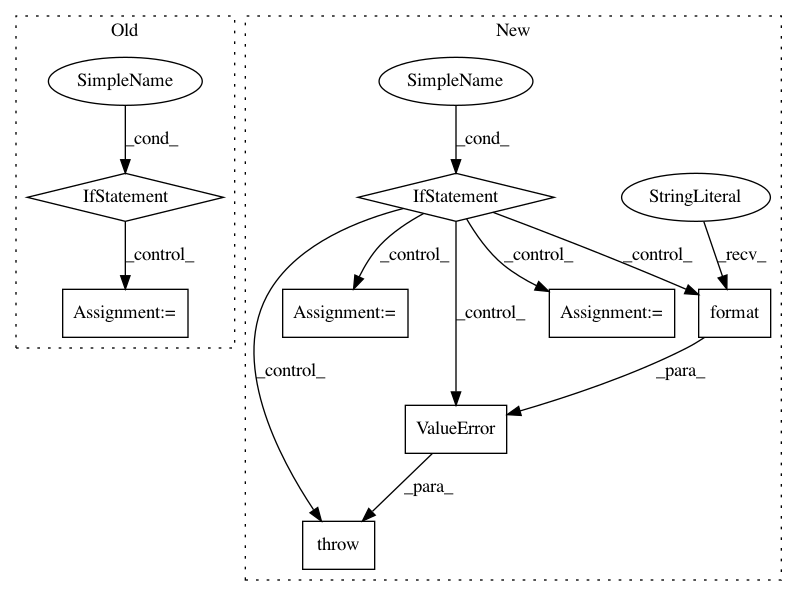 Old
New
SimpleName
SimpleName
_cond_
_cond_
IfStatement
IfStatement
StringLiteral
_control_
_control_
_control_
_control_
_control_
_recv_
Assignment:=
Assignment:=
Assignment:=
format
_control_
_para_
ValueError
_para_
throw